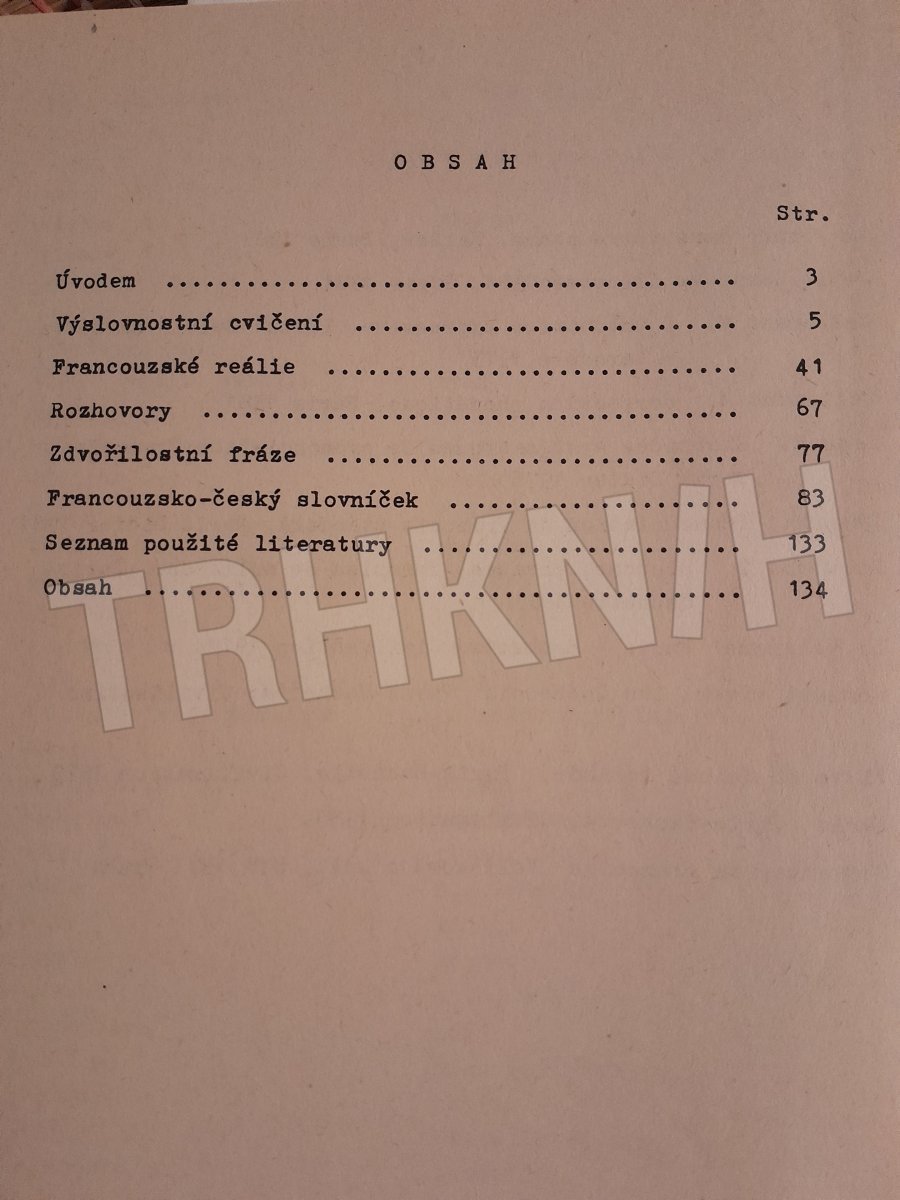 O B S A H
Str.
Úvodem ........................................... 3
Výslovnostní cvičení ............................. 5
Francouzské reálie ............................... 41
Rozhovory ........................................ 67
Zdvořilostní fráze ............................... 77
Francouzsko-český slovníček ...................... 83
Seznam použité literatury ........................ 133
Obsah ............................................ 134
TRHKNIH